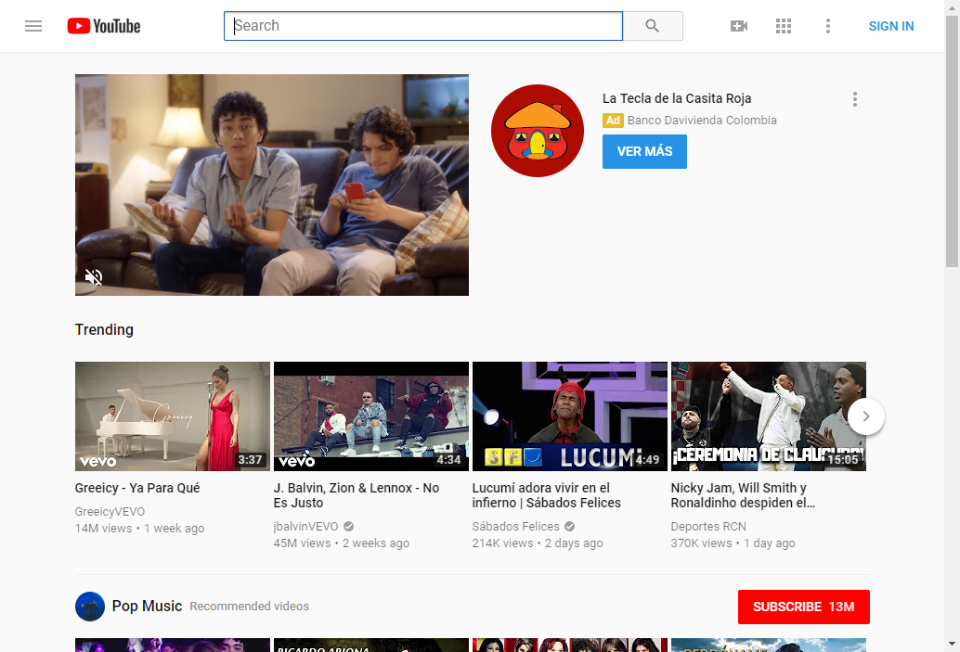 YouTube
Search
SIGN IN
La Tecla de la Casita Roja
Ad Banco Davivienda Colombia
VER MÁS
Trending
Greeicy
vevo
3:37
vevo
4:34
LUCUMÍ
4:49
¡CEREMONIA DE CLAUSURA!
15:05
Greeicy - Ya Para Qué
GreeicyVEVO
14M views • 1 week ago
J. Balvin, Zion & Lennox - No
Es Justo
jbalvinVEVO
45M views • 2 weeks ago
Lucumí adora vivir en el
infierno | Sábados Felices
Sábados Felices
214K views • 2 days ago
Nicky Jam, Will Smith y
Ronaldinho despiden el...
Deportes RCN
370K views • 1 day ago
Pop Music Recommended videos
SUBSCRIBE 13M
RICARDO ARJONA